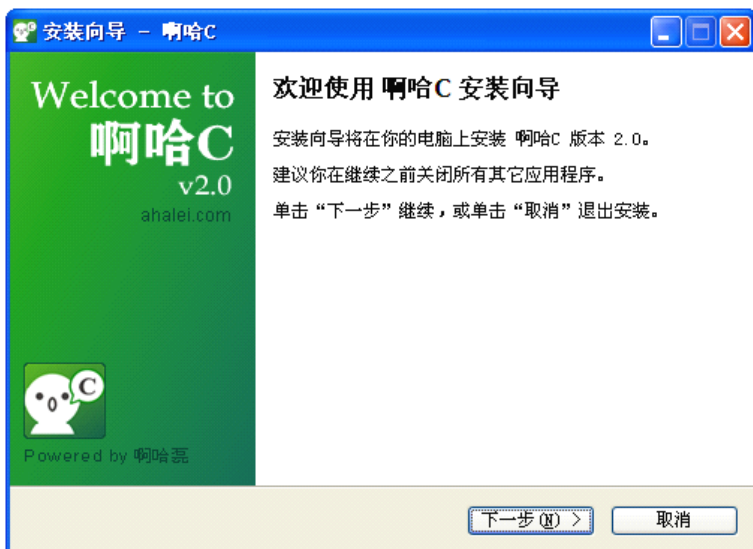 安装向导 - 啊哈C
Welcome to
啊哈C
v2.0
ahalei.com
欢迎使用 啊哈C 安装向导
安装向导将在你的电脑上安装 啊哈C 版本 2.0。
建议你在继续之前关闭所有其它应用程序。
单击“下一步”继续，或单击“取消”退出安装。
C
Powered by 啊哈磊
下一步(N) >
取消